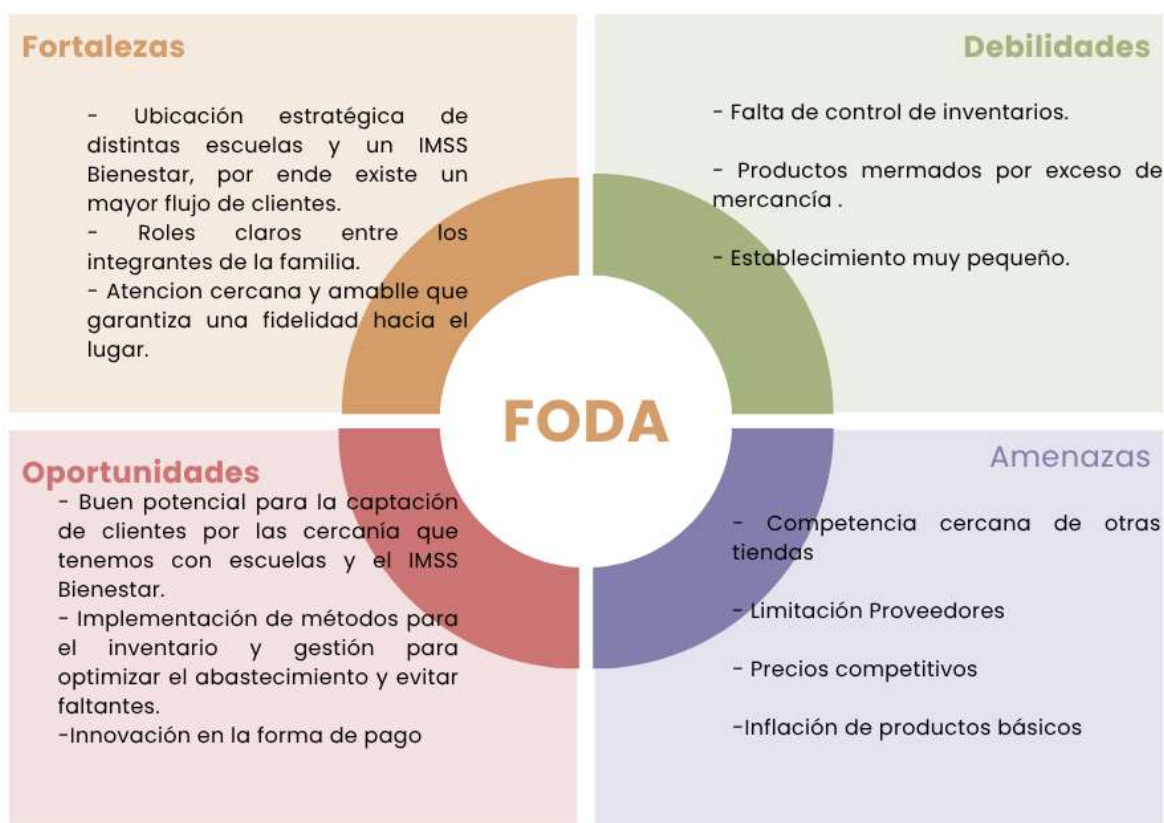 Fortalezas
- Ubicación estratégica de
distintas escuelas y un IMSS
Bienestar, por ende existe un
mayor flujo de clientes.
- Roles claros entre los
integrantes de la familia.
- Atencion cercana y amablle que
garantiza una fidelidad hacia el
lugar.
Debilidades
- Falta de control de inventarios.
- Productos mermados por exceso de
mercancía .
- Establecimiento muy pequeño.
FODA
Oportunidades
- Buen potencial para la captación
de clientes por las cercanía que
tenemos con escuelas y el IMSS
Bienestar.
- Implementación de métodos para
el inventario y gestión para
optimizar el abastecimiento y evitar
faltantes.
-Innovación en la forma de pago
Amenazas
- Competencia cercana de otras
tiendas
- Limitación Proveedores
- Precios competitivos
-Inflación de productos básicos